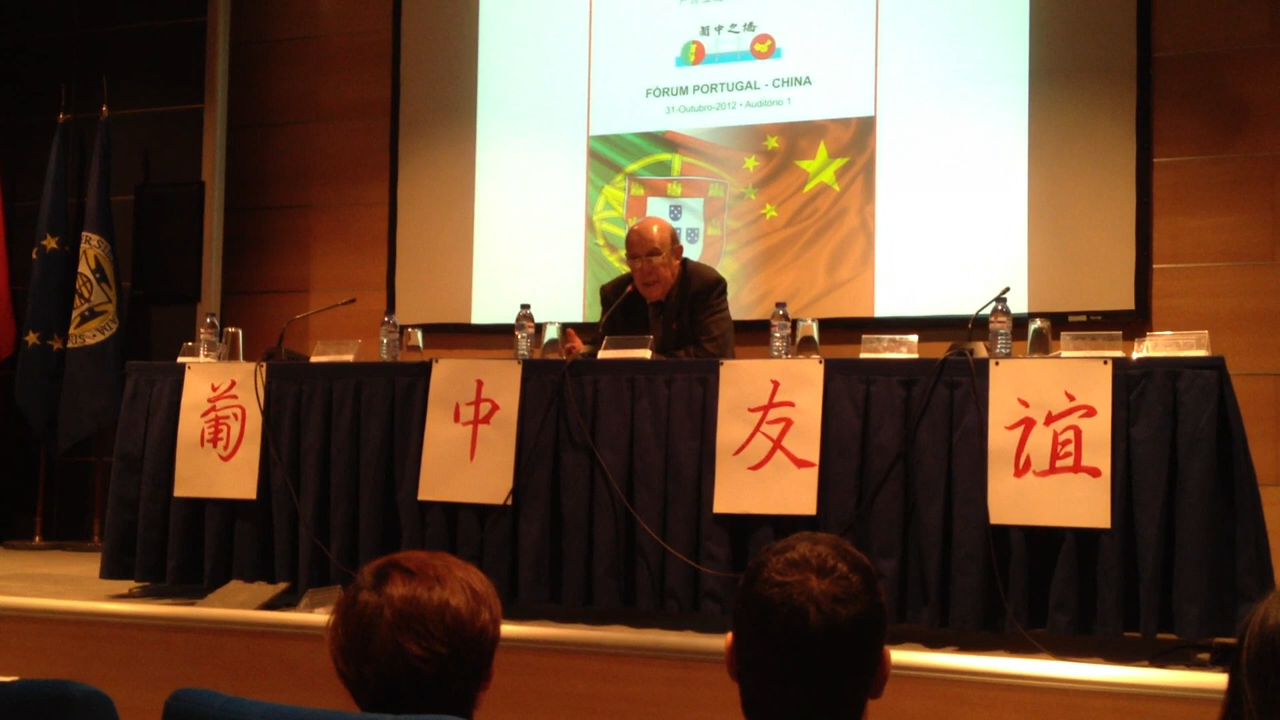 葡中之橋
FÓRUM PORTUGAL - CHINA
31-Outubro-2012 • Auditório 1
葡
中
友
谊